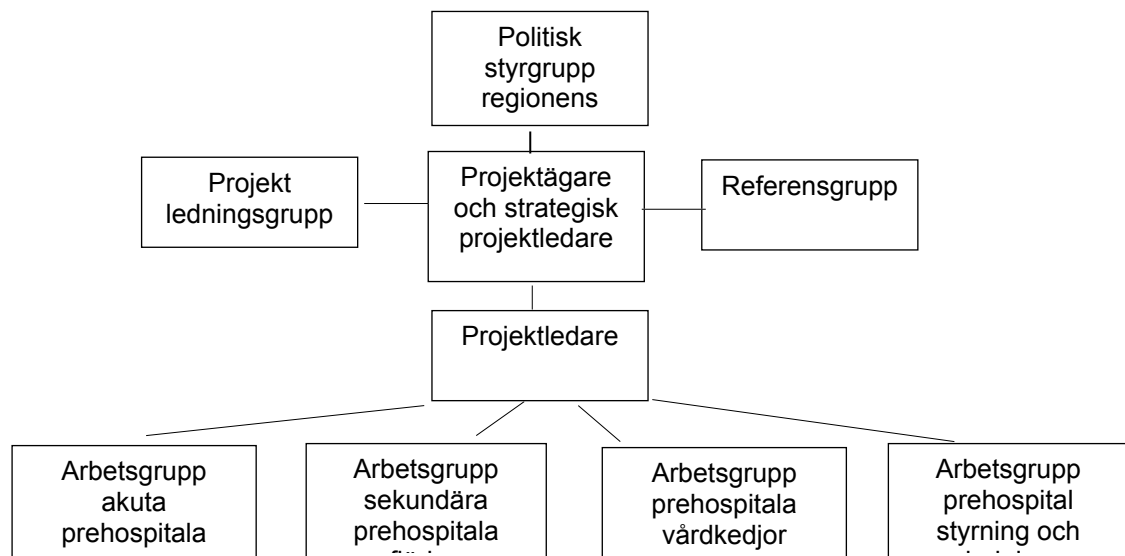 Politisk
styrgrupp
regionens
Projekt
ledningsgrupp
Projektägare
och strategisk
projektledare
Referensgrupp
Projektledare
Arbetsgrupp
akuta
prehospitala
Arbetsgrupp
sekundära
prehospitala
Arbetsgrupp
prehospitala
vårdkedjor
Arbetsgrupp
prehospital
styrning och